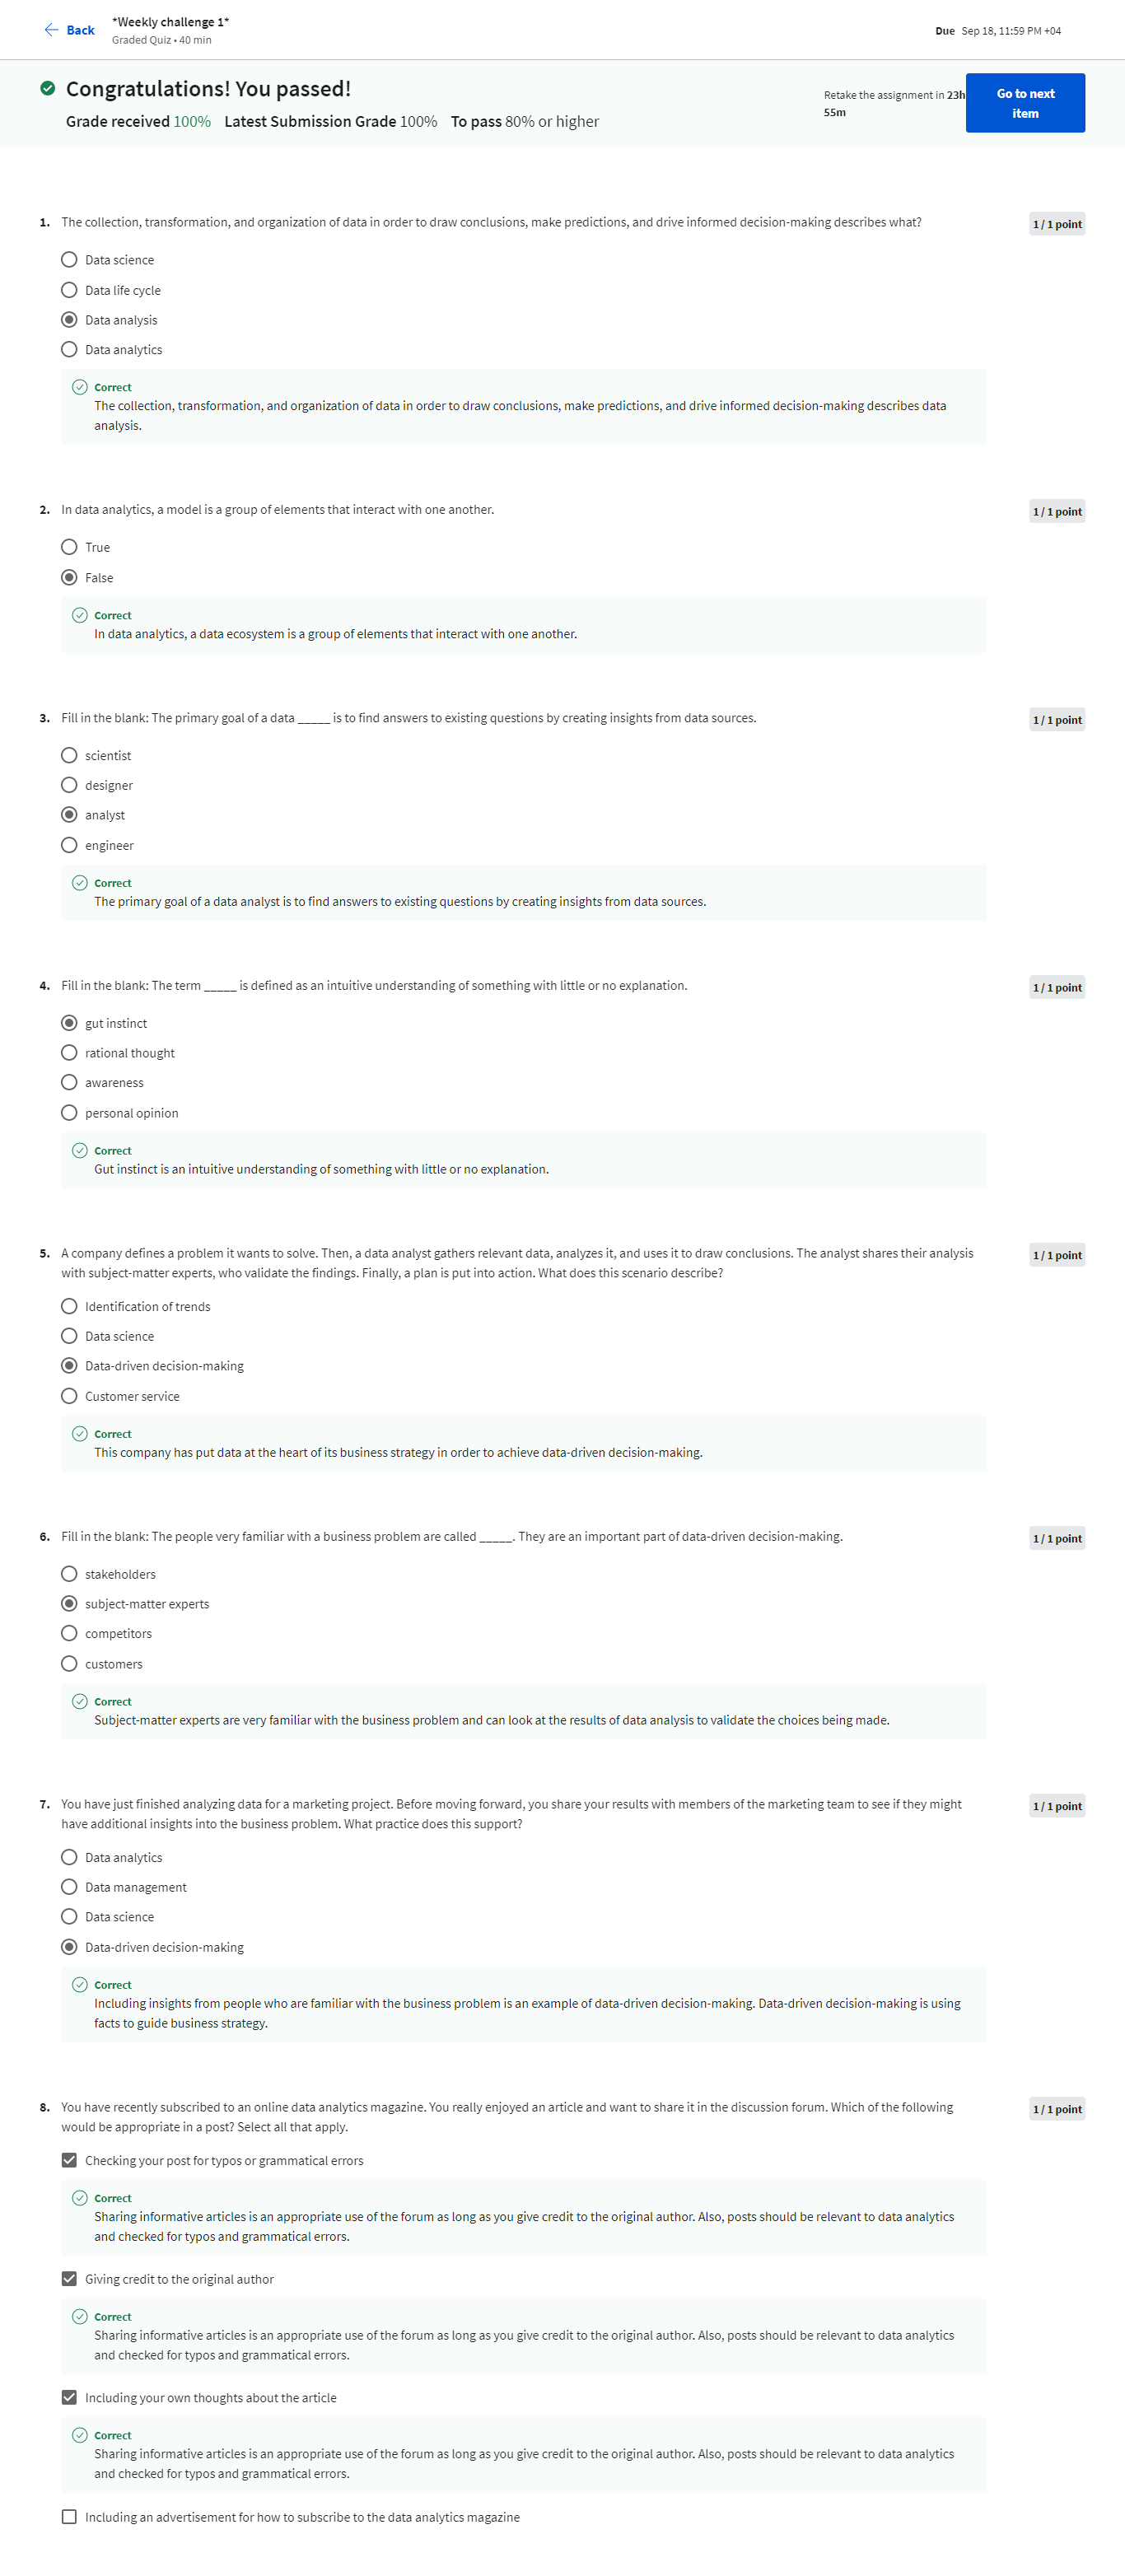 Back
*Weekly challenge 1*
Graded Quiz • 40 min
Due Sep 18, 11:59 PM +04
Congratulations! You passed!
Grade received 100% Latest Submission Grade 100% To pass 80% or higher
Retake the assignment in 23h
55m
Go to next
item
1. The collection, transformation, and organization of data in order to draw conclusions, make predictions, and drive informed decision-making describes what?
1 / 1 point
Data science
Data life cycle
Data analysis
Data analytics
Correct
The collection, transformation, and organization of data in order to draw conclusions, make predictions, and drive informed decision-making describes data
analysis.
2. In data analytics, a model is a group of elements that interact with one another.
1 / 1 point
True
False
Correct
In data analytics, a data ecosystem is a group of elements that interact with one another.
3. Fill in the blank: The primary goal of a data _____ is to find answers to existing questions by creating insights from data sources.
1 / 1 point
scientist
designer
analyst
engineer
Correct
The primary goal of a data analyst is to find answers to existing questions by creating insights from data sources.
4. Fill in the blank: The term _____ is defined as an intuitive understanding of something with little or no explanation.
1 / 1 point
gut instinct
rational thought
awareness
personal opinion
Correct
Gut instinct is an intuitive understanding of something with little or no explanation.
5. A company defines a problem it wants to solve. Then, a data analyst gathers relevant data, analyzes it, and uses it to draw conclusions. The analyst shares their analysis
with subject-matter experts, who validate the findings. Finally, a plan is put into action. What does this scenario describe?
1 / 1 point
Identification of trends
Data science
Data-driven decision-making
Customer service
Correct
This company has put data at the heart of its business strategy in order to achieve data-driven decision-making.
6. Fill in the blank: The people very familiar with a business problem are called _____. They are an important part of data-driven decision-making.
1 / 1 point
stakeholders
subject-matter experts
competitors
customers
Correct
Subject-matter experts are very familiar with the business problem and can look at the results of data analysis to validate the choices being made.
7. You have just finished analyzing data for a marketing project. Before moving forward, you share your results with members of the marketing team to see if they might
have additional insights into the business problem. What practice does this support?
1 / 1 point
Data analytics
Data management
Data science
Data-driven decision-making
Correct
Including insights from people who are familiar with the business problem is an example of data-driven decision-making. Data-driven decision-making is using
facts to guide business strategy.
8. You have recently subscribed to an online data analytics magazine. You really enjoyed an article and want to share it in the discussion forum. Which of the following
would be appropriate in a post? Select all that apply.
1 / 1 point
Checking your post for typos or grammatical errors
Correct
Sharing informative articles is an appropriate use of the forum as long as you give credit to the original author. Also, posts should be relevant to data analytics
and checked for typos and grammatical errors.
Giving credit to the original author
Correct
Sharing informative articles is an appropriate use of the forum as long as you give credit to the original author. Also, posts should be relevant to data analytics
and checked for typos and grammatical errors.
Including your own thoughts about the article
Correct
Sharing informative articles is an appropriate use of the forum as long as you give credit to the original author. Also, posts should be relevant to data analytics
and checked for typos and grammatical errors.
Including an advertisement for how to subscribe to the data analytics magazine